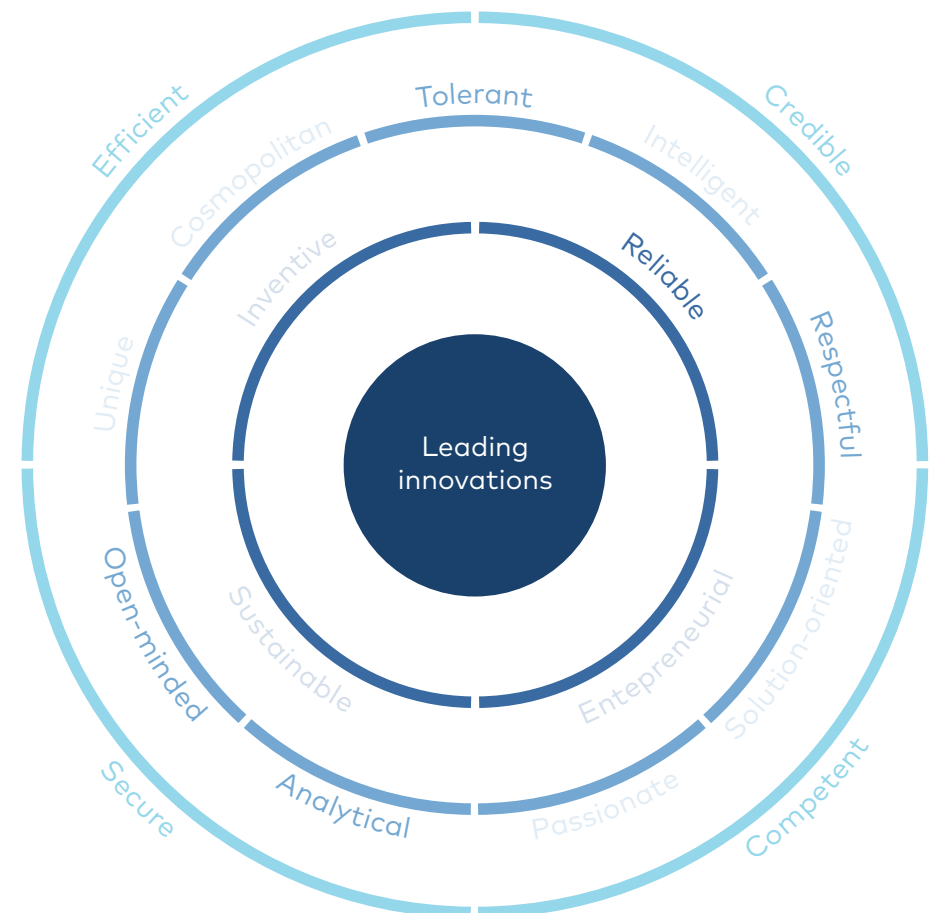 Efficient
Credible
Tolerant
Cosmopolitan
Intelligent
Inventive
Reliable
Unique
Respectful
Leading
innovations
Open-minded
Solution-oriented
Sustainable
Entepreneurial
Analytical
Passionate
Secure
Competent